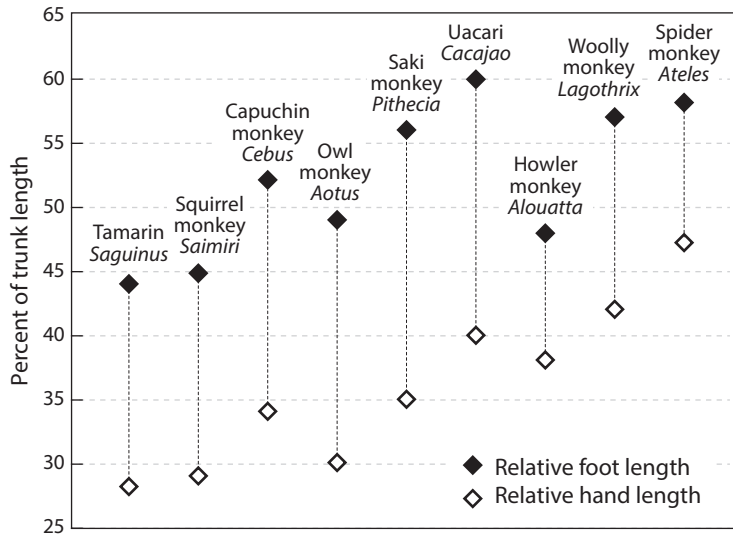 65
60
55
50
45
40
35
30
25
Percent of trunk length
Tamarin
Saguinus
Squirrel
monkey
Saimiri
Capuchin
monkey
Cebus
Owl
monkey
Aotus
Saki
monkey
Pithecia
Uacari
Cacajao
Howler
monkey
Alouatta
Woolly
monkey
Lagothrix
Spider
monkey
Ateles
Relative foot length
Relative hand length